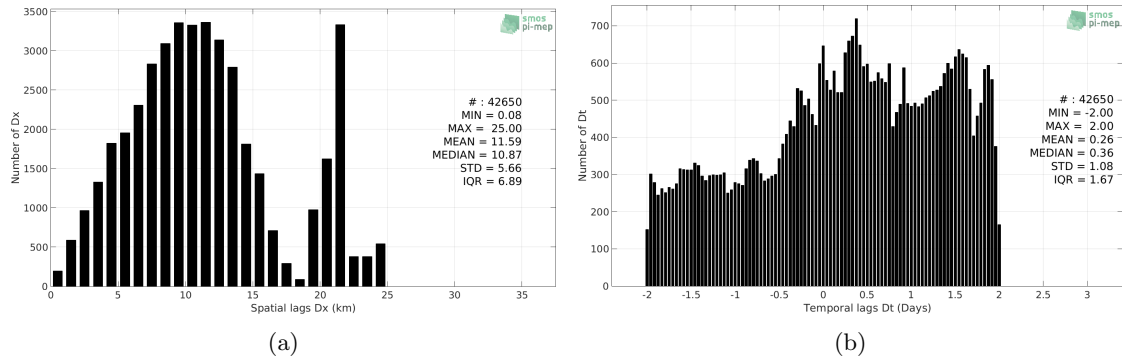 3500
3000
2500
2000
1500
1000
500
0
Number of Dx
0 5 10 15 20 25 30 35
Spatial lags Dx (km)
smos
pi-mep
# : 42650
MIN = 0.08
MAX = 25.00
MEAN = 11.59
MEDIAN = 10.87
STD = 5.66
IQR = 6.89
(a)
700
600
500
400
300
200
100
0
Number of Dt
-2 -1.5 -1 -0.5 0 0.5 1 1.5 2 2.5 3
Temporal lags Dt (Days)
smos
pi-mep
# : 42650
MIN = -2.00
MAX = 2.00
MEAN = 0.26
MEDIAN = 0.36
STD = 1.08
IQR = 1.67
(b)